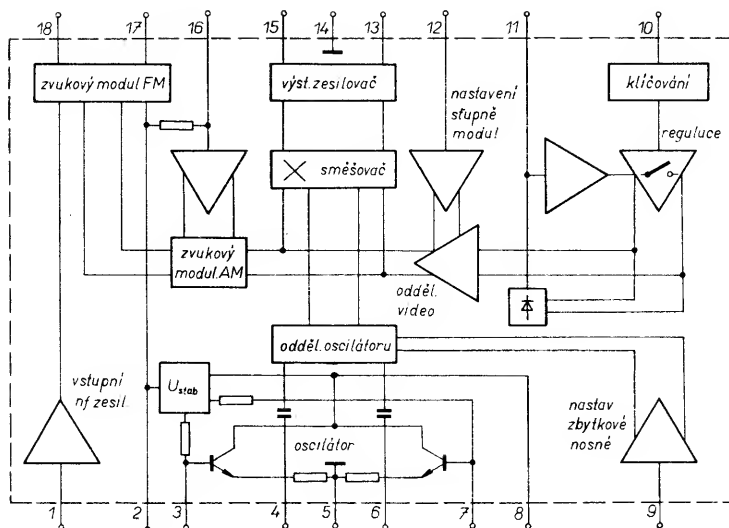 18 17 16 15 14 13 12 11 10
zvukový modul FM
výst. zesilovač
nastavení
stupně
modul
klíčování
reguluce
směšovač
zvukový
modul. AM
odděl.
video
odděl. oscilátoru
vstupní
nf zesil.
Ustab
oscilátor
nastav
zbytkové
nosné
1 2 3 4 5 6 7 8 9